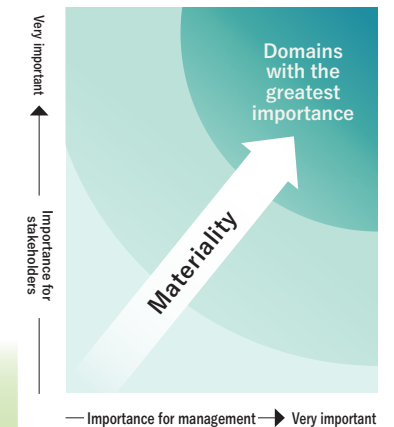 Very important
Importance for
stakeholders
Domains
with the
greatest
importance
Materiality
Importance for management
Very important